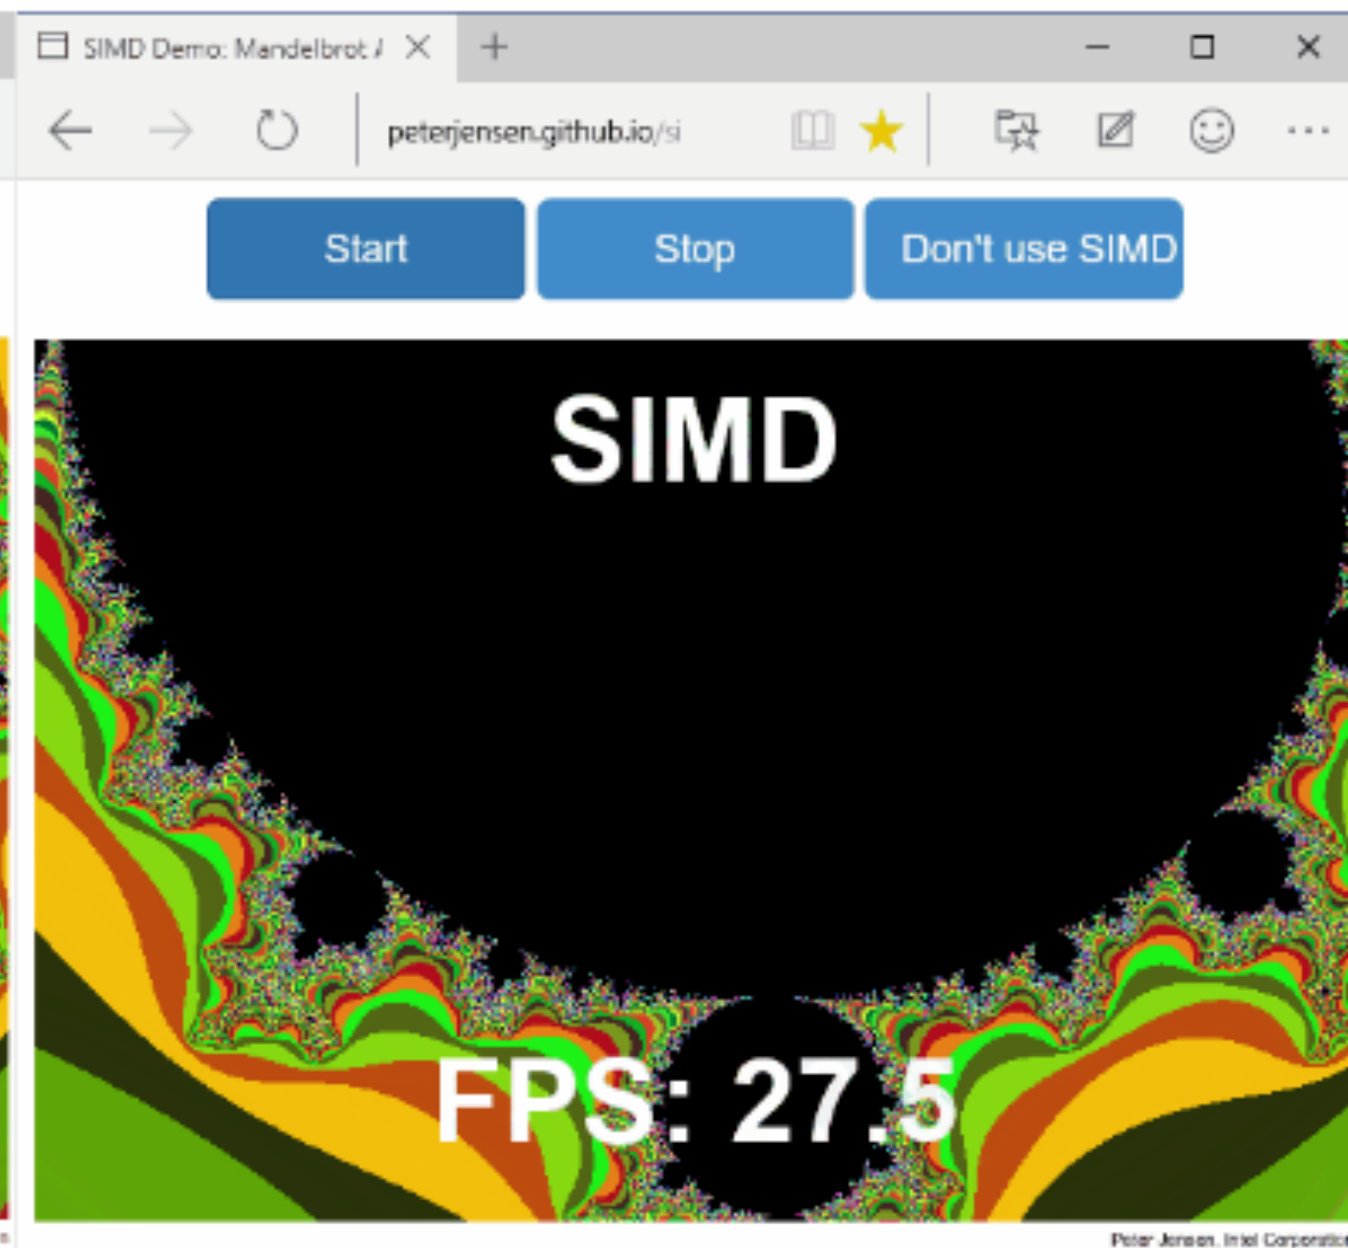 SIMD Demo: Mandelbrot
peterjensen.github.io/si
Start
Stop
Don't use SIMD
SIMD
FPS: 27.5
Peter Jensen, Intel Corporation